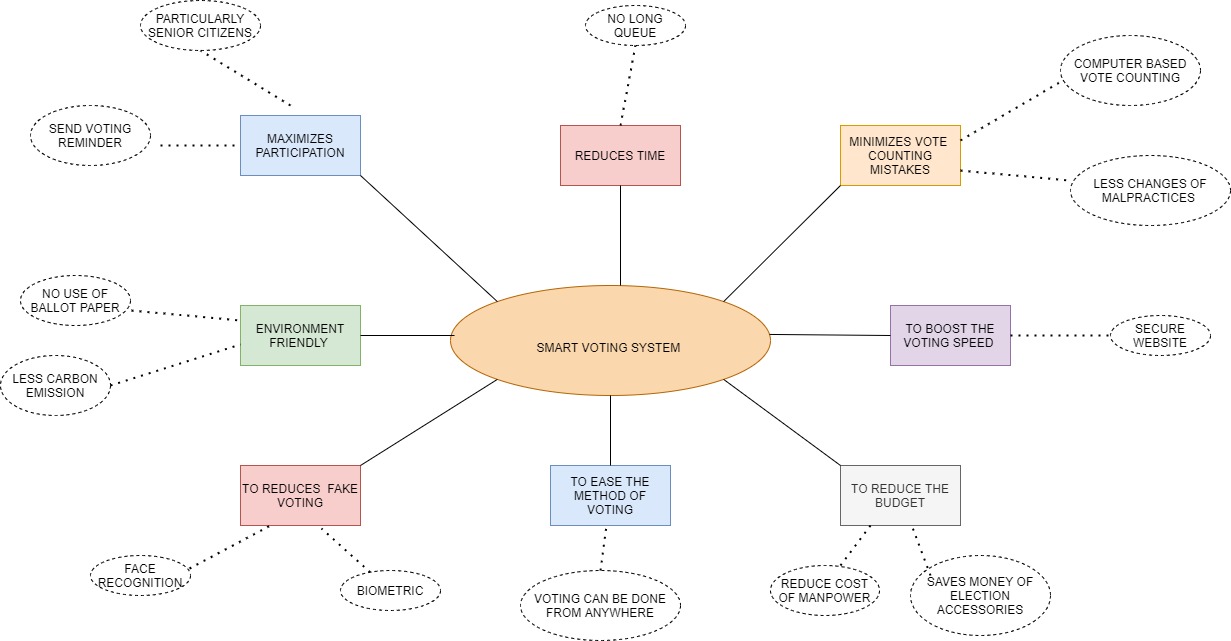 PARTICULARLY
SENIOR CITIZENS
NO LONG
QUEUE
COMPUTER BASED
VOTE COUNTING
SEND VOTING
REMINDER
MAXIMIZES
PARTICIPATION
REDUCES TIME
MINIMIZES VOTE
COUNTING
MISTAKES
LESS CHANGES OF
MALPRACTICES
NO USE OF
BALLOT PAPER
ENVIRONMENT
FRIENDLY
LESS CARBON
EMISSION
SMART VOTING SYSTEM
TO BOOST THE
VOTING SPEED
SECURE
WEBSITE
TO REDUCES  FAKE
VOTING
TO EASE THE
METHOD OF
VOTING
TO REDUCE THE
BUDGET
FACE
RECOGNITION
BIOMETRIC
VOTING CAN BE DONE
FROM ANYWHERE
REDUCE COST
OF MANPOWER
SAVES MONEY OF
ELECTION
ACCESSORIES